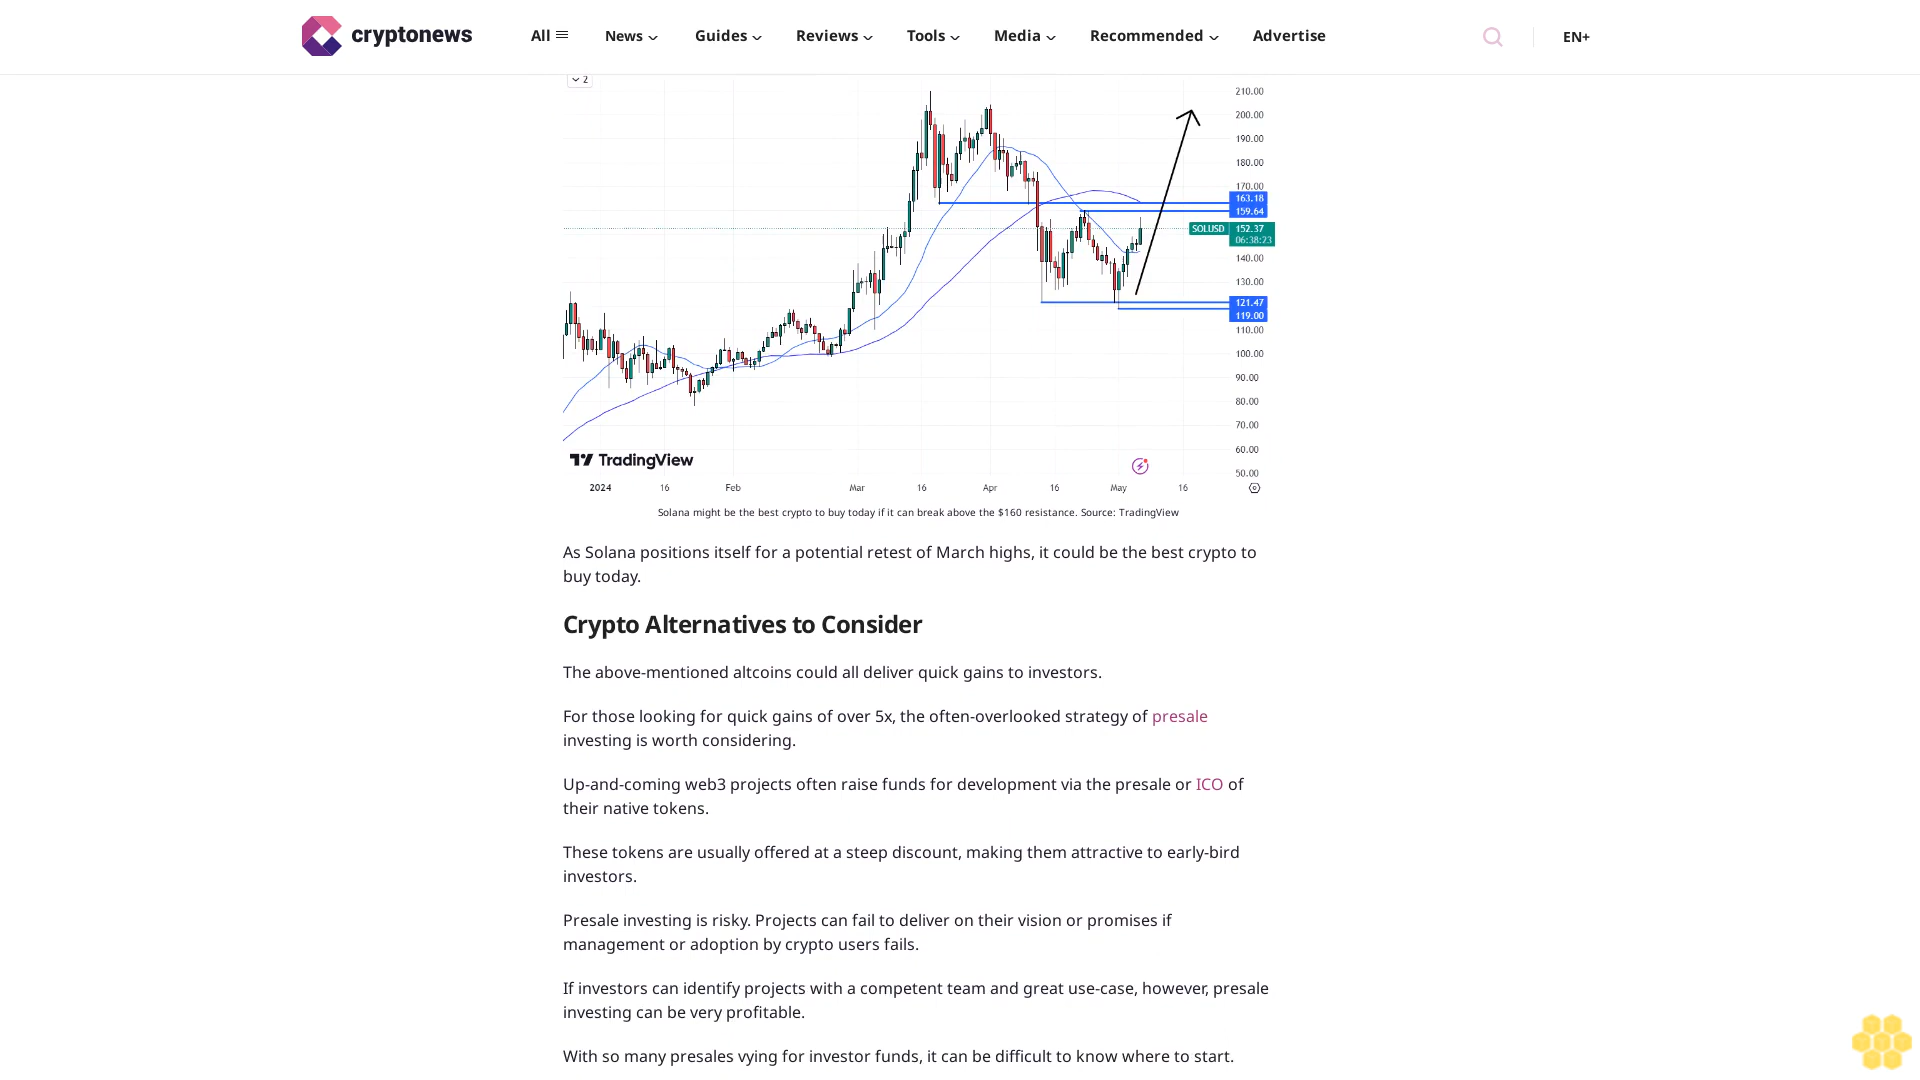 cryptonews
All
News
Guides
Reviews
Tools
Media
Recommended
Advertise
EN+
2
210.00
200.00
190.00
180.00
170.00
163.18
159.64
SOLUSD 152.37
06:38:23
140.00
130.00
121.47
119.00
110.00
100.00
90.00
80.00
70.00
60.00
50.00
TradingView
2024 16 Feb Mar 16 Apr 16 May 16
Solana might be the best crypto to buy today if it can break above the $160 resistance. Source: TradingView
As Solana positions itself for a potential retest of March highs, it could be the best crypto to
buy today.
Crypto Alternatives to Consider
The above-mentioned altcoins could all deliver quick gains to investors.
For those looking for quick gains of over 5x, the often-overlooked strategy of presale
investing is worth considering.
Up-and-coming web3 projects often raise funds for development via the presale or ICO of
their native tokens.
These tokens are usually offered at a steep discount, making them attractive to early-bird
investors.
Presale investing is risky. Projects can fail to deliver on their vision or promises if
management or adoption by crypto users fails.
If investors can identify projects with a competent team and great use-case, however, presale
investing can be very profitable.
With so many presales vying for investor funds, it can be difficult to know where to start.